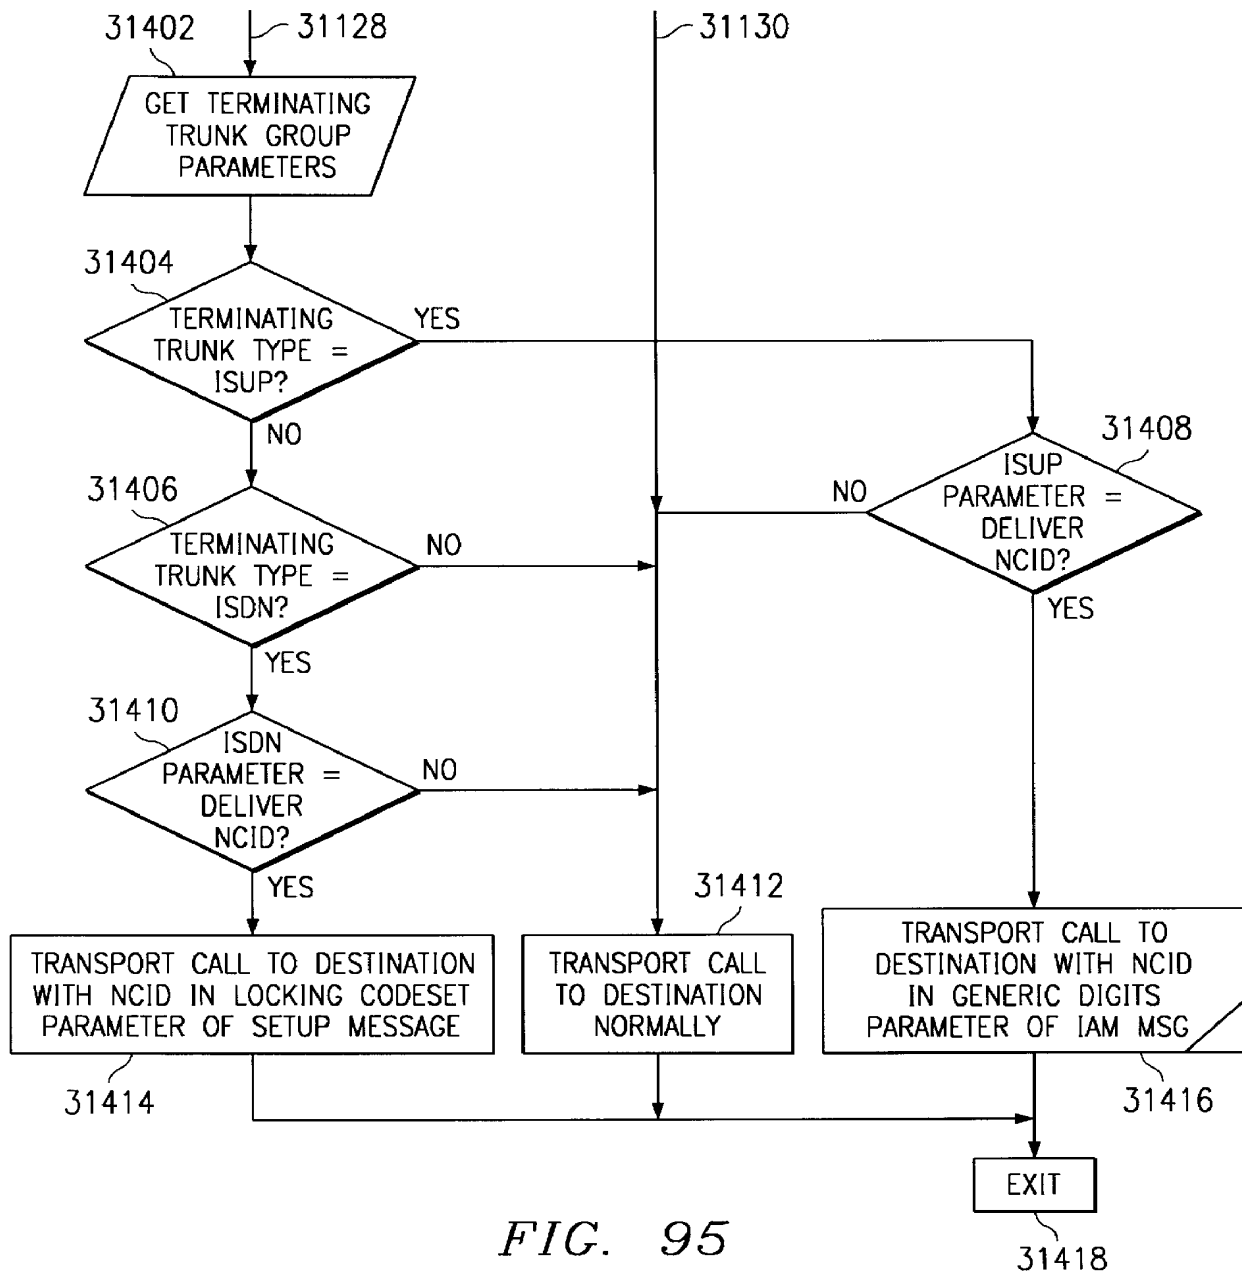 31402
31128
31130
GET TERMINATING
TRUNK GROUP
PARAMETERS
31404
TERMINATING
TRUNK TYPE =
ISUP?
YES
NO
31408
ISUP
PARAMETER =
DELIVER
NCID?
NO
YES
31406
TERMINATING
TRUNK TYPE =
ISDN?
NO
YES
31410
ISDN
PARAMETER =
DELIVER
NCID?
NO
YES
31412
TRANSPORT CALL TO DESTINATION
WITH NCID IN LOCKING CODESET
PARAMETER OF SETUP MESSAGE
TRANSPORT CALL
TO DESTINATION
NORMALLY
TRANSPORT CALL TO
DESTINATION WITH NCID
IN GENERIC DIGITS
PARAMETER OF IAM MSG
31414
31416
EXIT
31418
FIG. 95